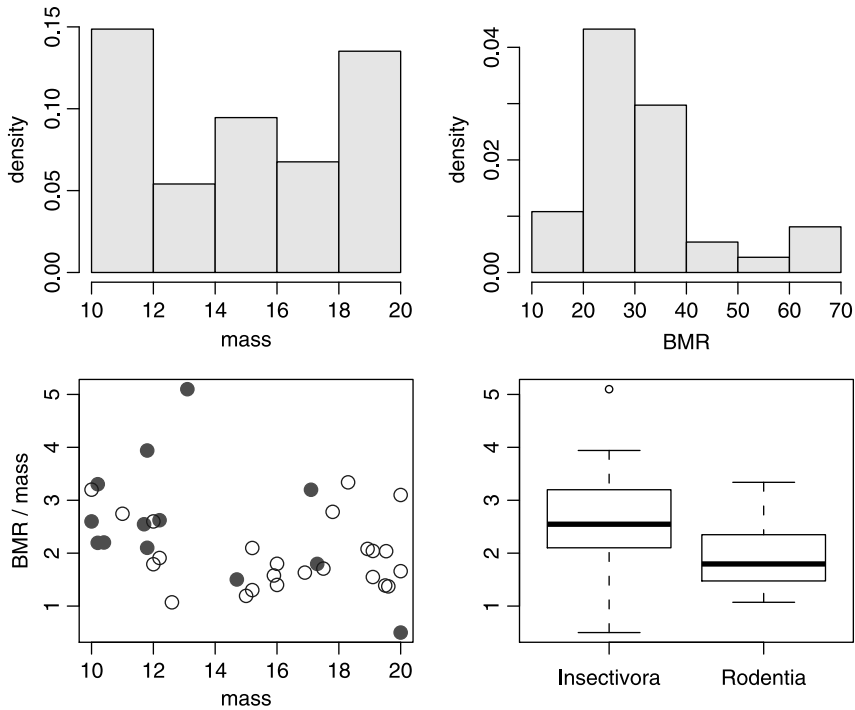 density
0.00 0.05 0.10 0.15
10 12 14 16 18 20
mass
density
0.00 0.02 0.04
10 20 30 40 50 60 70
BMR
BMR / mass
1 2 3 4 5
10 12 14 16 18 20
mass
1 2 3 4 5
Insectivora Rodentia